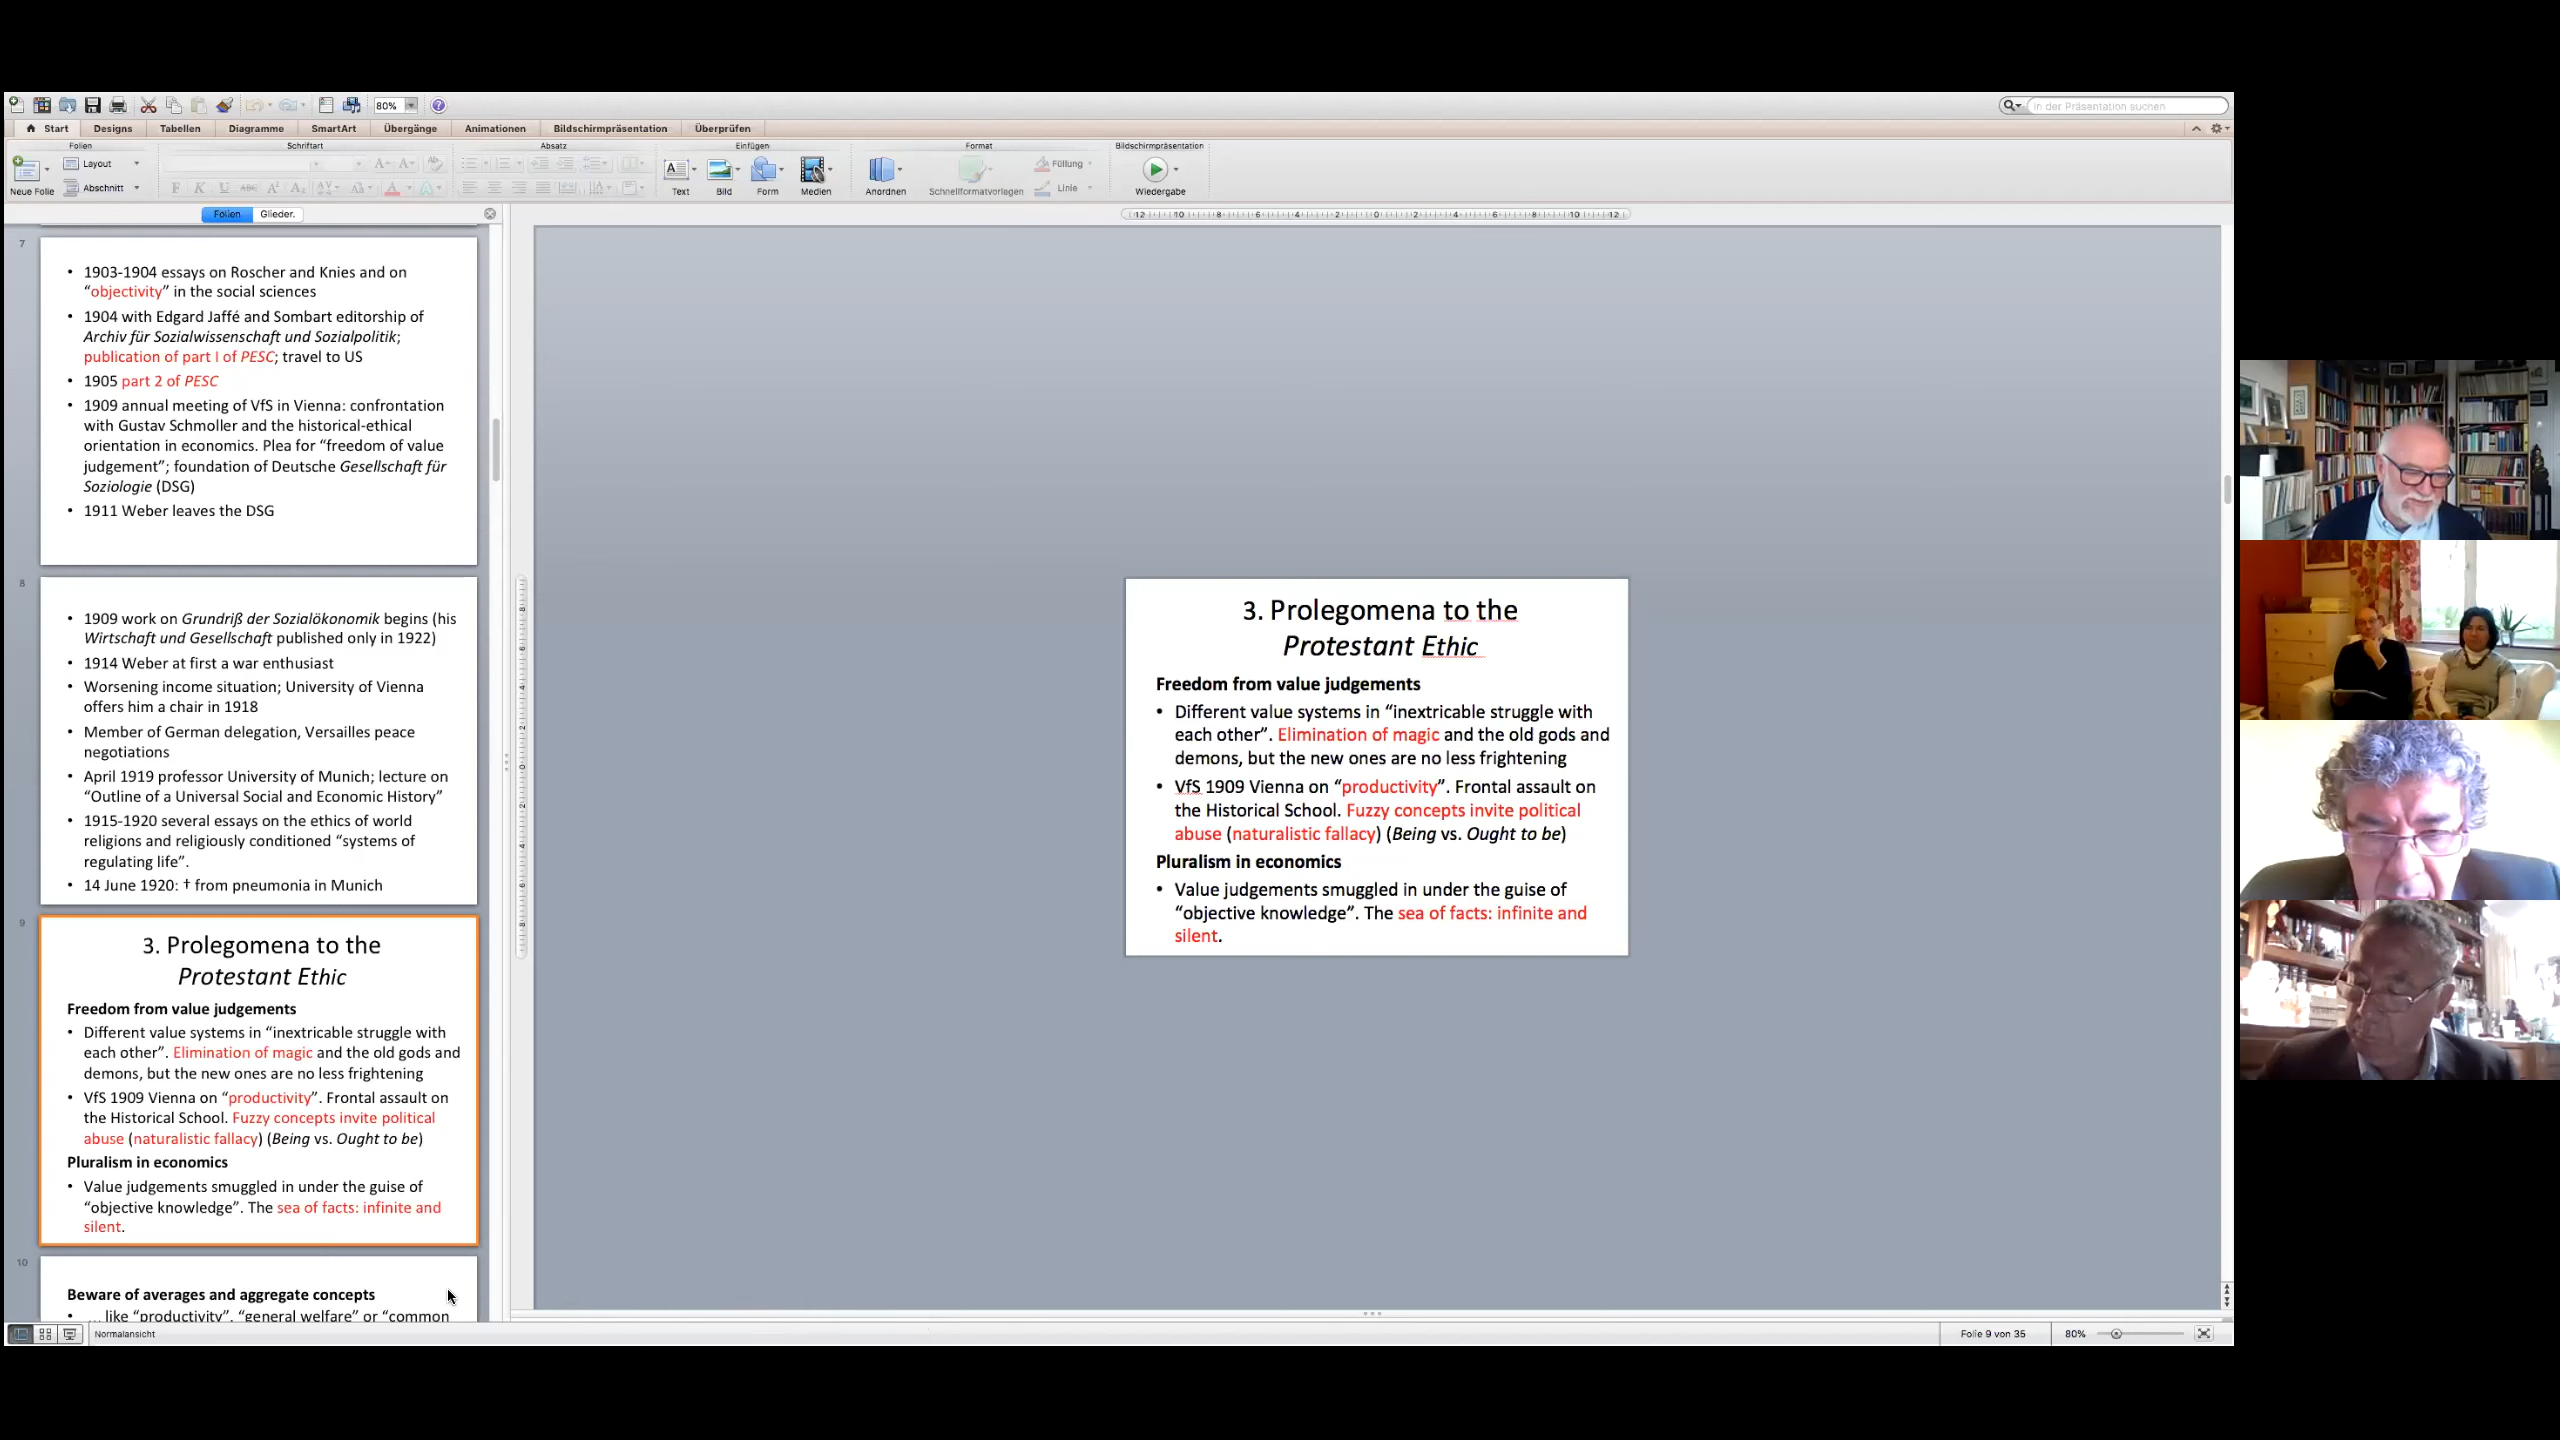 80%
In der Präsentation suchen
Start
Designs
Tabellen
Diagramme
SmartArt
Übergänge
Animationen
Bildschirmpräsentation
Überprüfen
Folien
Schriftart
Absatz
Einfügen
Format
Bildschirmpräsentation
Neue Folie
Layout
Abschnitt
Text
Bild
Form
Medien
Anordnen
Schnellformatvorlagen
Füllung
Linie
Wiedergabe
Folien
Glieder.
7
• 1903-1904 essays on Roscher and Knies and on
“objectivity” in the social sciences
• 1904 with Edgard Jaffé and Sombart editorship of
Archiv für Sozialwissenschaft und Sozialpolitik;
publication of part I of PESC; travel to US
• 1905 part 2 of PESC
• 1909 annual meeting of VfS in Vienna: confrontation
with Gustav Schmoller and the historical-ethical
orientation in economics. Plea for “freedom of value
judgement”; foundation of Deutsche Gesellschaft für
Soziologie (DSG)
• 1911 Weber leaves the DSG
8
• 1909 work on Grundriß der Sozialökonomik begins (his
Wirtschaft und Gesellschaft published only in 1922)
• 1914 Weber at first a war enthusiast
• Worsening income situation; University of Vienna
offers him a chair in 1918
• Member of German delegation, Versailles peace
negotiations
• April 1919 professor University of Munich; lecture on
“Outline of a Universal Social and Economic History”
• 1915-1920 several essays on the ethics of world
religions and religiously conditioned “systems of
regulating life”.
• 14 June 1920: † from pneumonia in Munich
9
3. Prolegomena to the
Protestant Ethic
Freedom from value judgements
• Different value systems in “inextricable struggle with
each other”. Elimination of magic and the old gods and
demons, but the new ones are no less frightening
• VfS 1909 Vienna on “productivity”. Frontal assault on
the Historical School. Fuzzy concepts invite political
abuse (naturalistic fallacy) (Being vs. Ought to be)
Pluralism in economics
• Value judgements smuggled in under the guise of
“objective knowledge”. The sea of facts: infinite and
silent.
10
Beware of averages and aggregate concepts
• ... like “productivity”, “general welfare” or “common
3. Prolegomena to the
Protestant Ethic
Freedom from value judgements
• Different value systems in “inextricable struggle with
each other”. Elimination of magic and the old gods and
demons, but the new ones are no less frightening
• VfS 1909 Vienna on “productivity”. Frontal assault on
the Historical School. Fuzzy concepts invite political
abuse (naturalistic fallacy) (Being vs. Ought to be)
Pluralism in economics
• Value judgements smuggled in under the guise of
“objective knowledge”. The sea of facts: infinite and
silent.
Normalansicht
Folie 9 von 35
80%